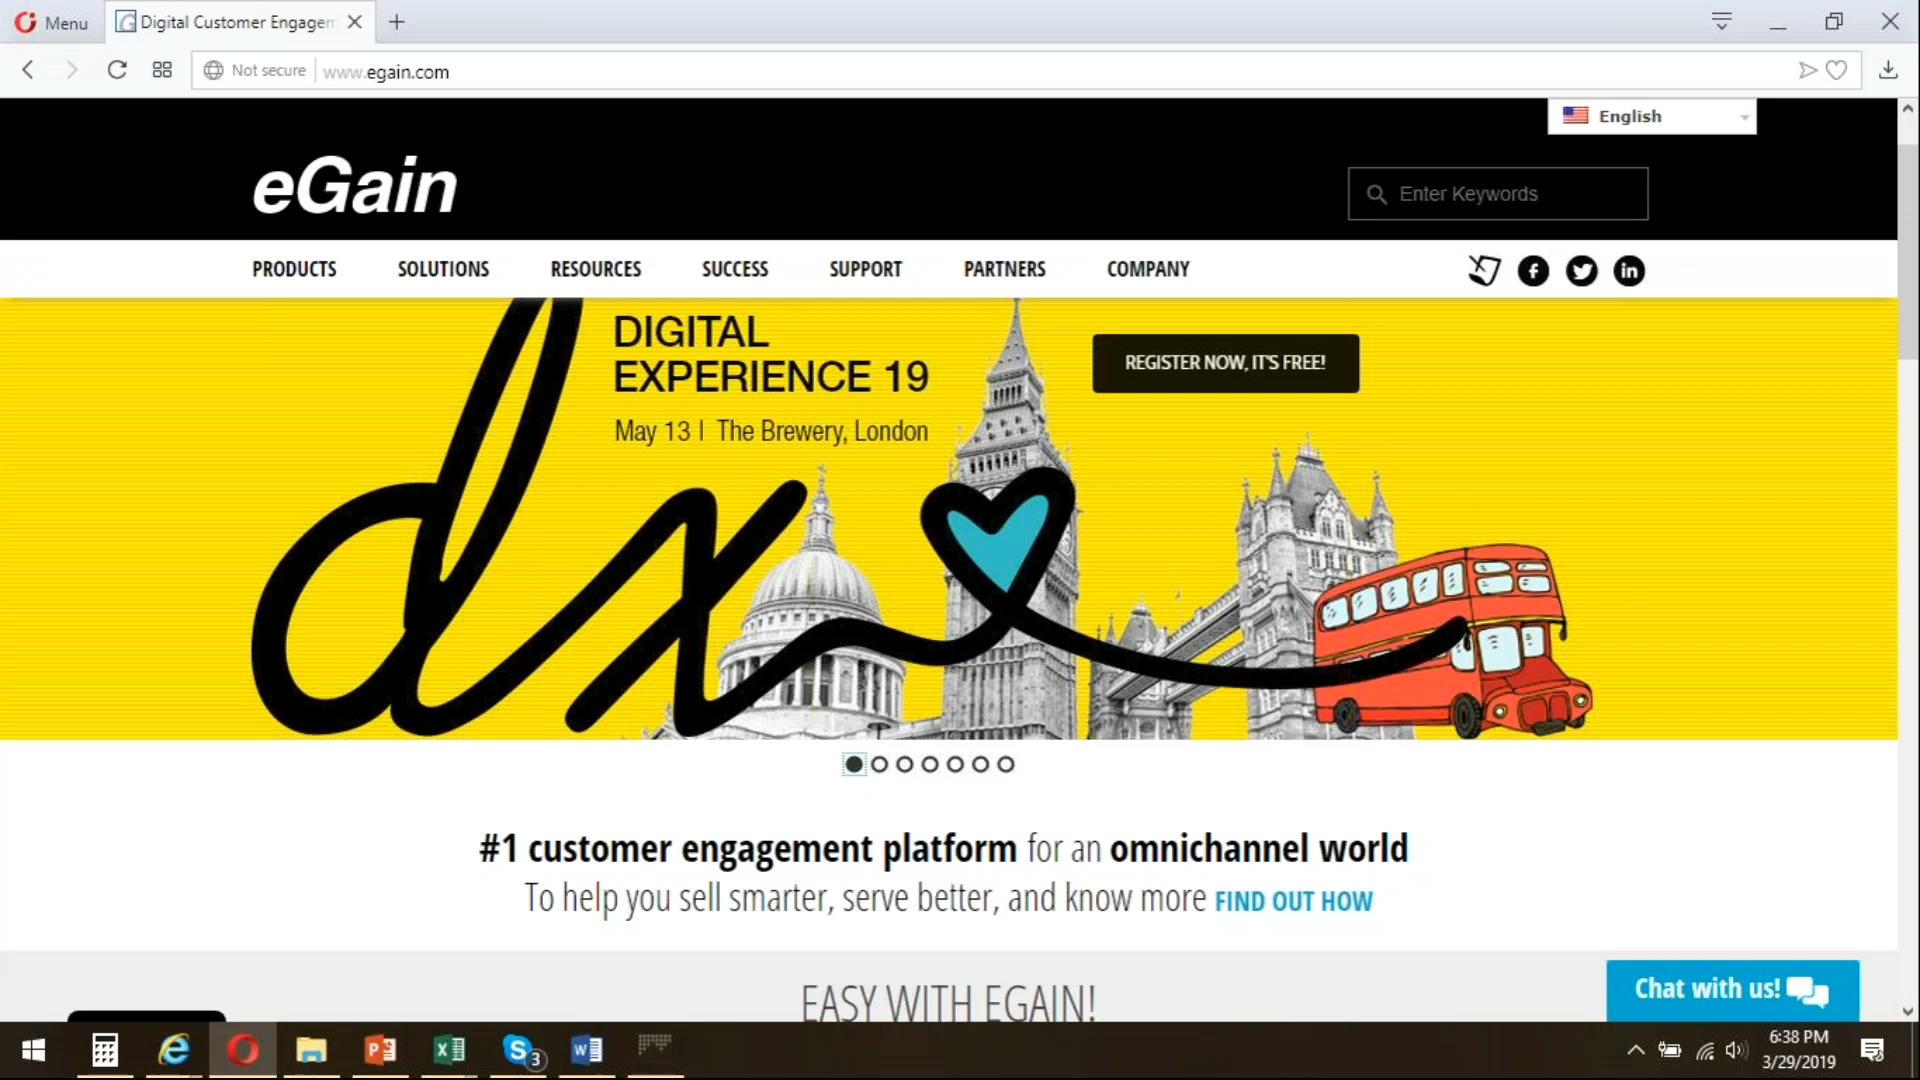 Menu
Digital Customer Engagem
Not secure
www.egain.com
English
eGain
Enter Keywords
PRODUCTS
SOLUTIONS
RESOURCES
SUCCESS
SUPPORT
PARTNERS
COMPANY
DIGITAL
EXPERIENCE 19
May 13 | The Brewery, London
REGISTER NOW, IT'S FREE!
dx
#1 customer engagement platform for an omnichannel world
To help you sell smarter, serve better, and know more FIND OUT HOW
EASY WITH EGAIN!
Chat with us!
3
6:38 PM
3/29/2019